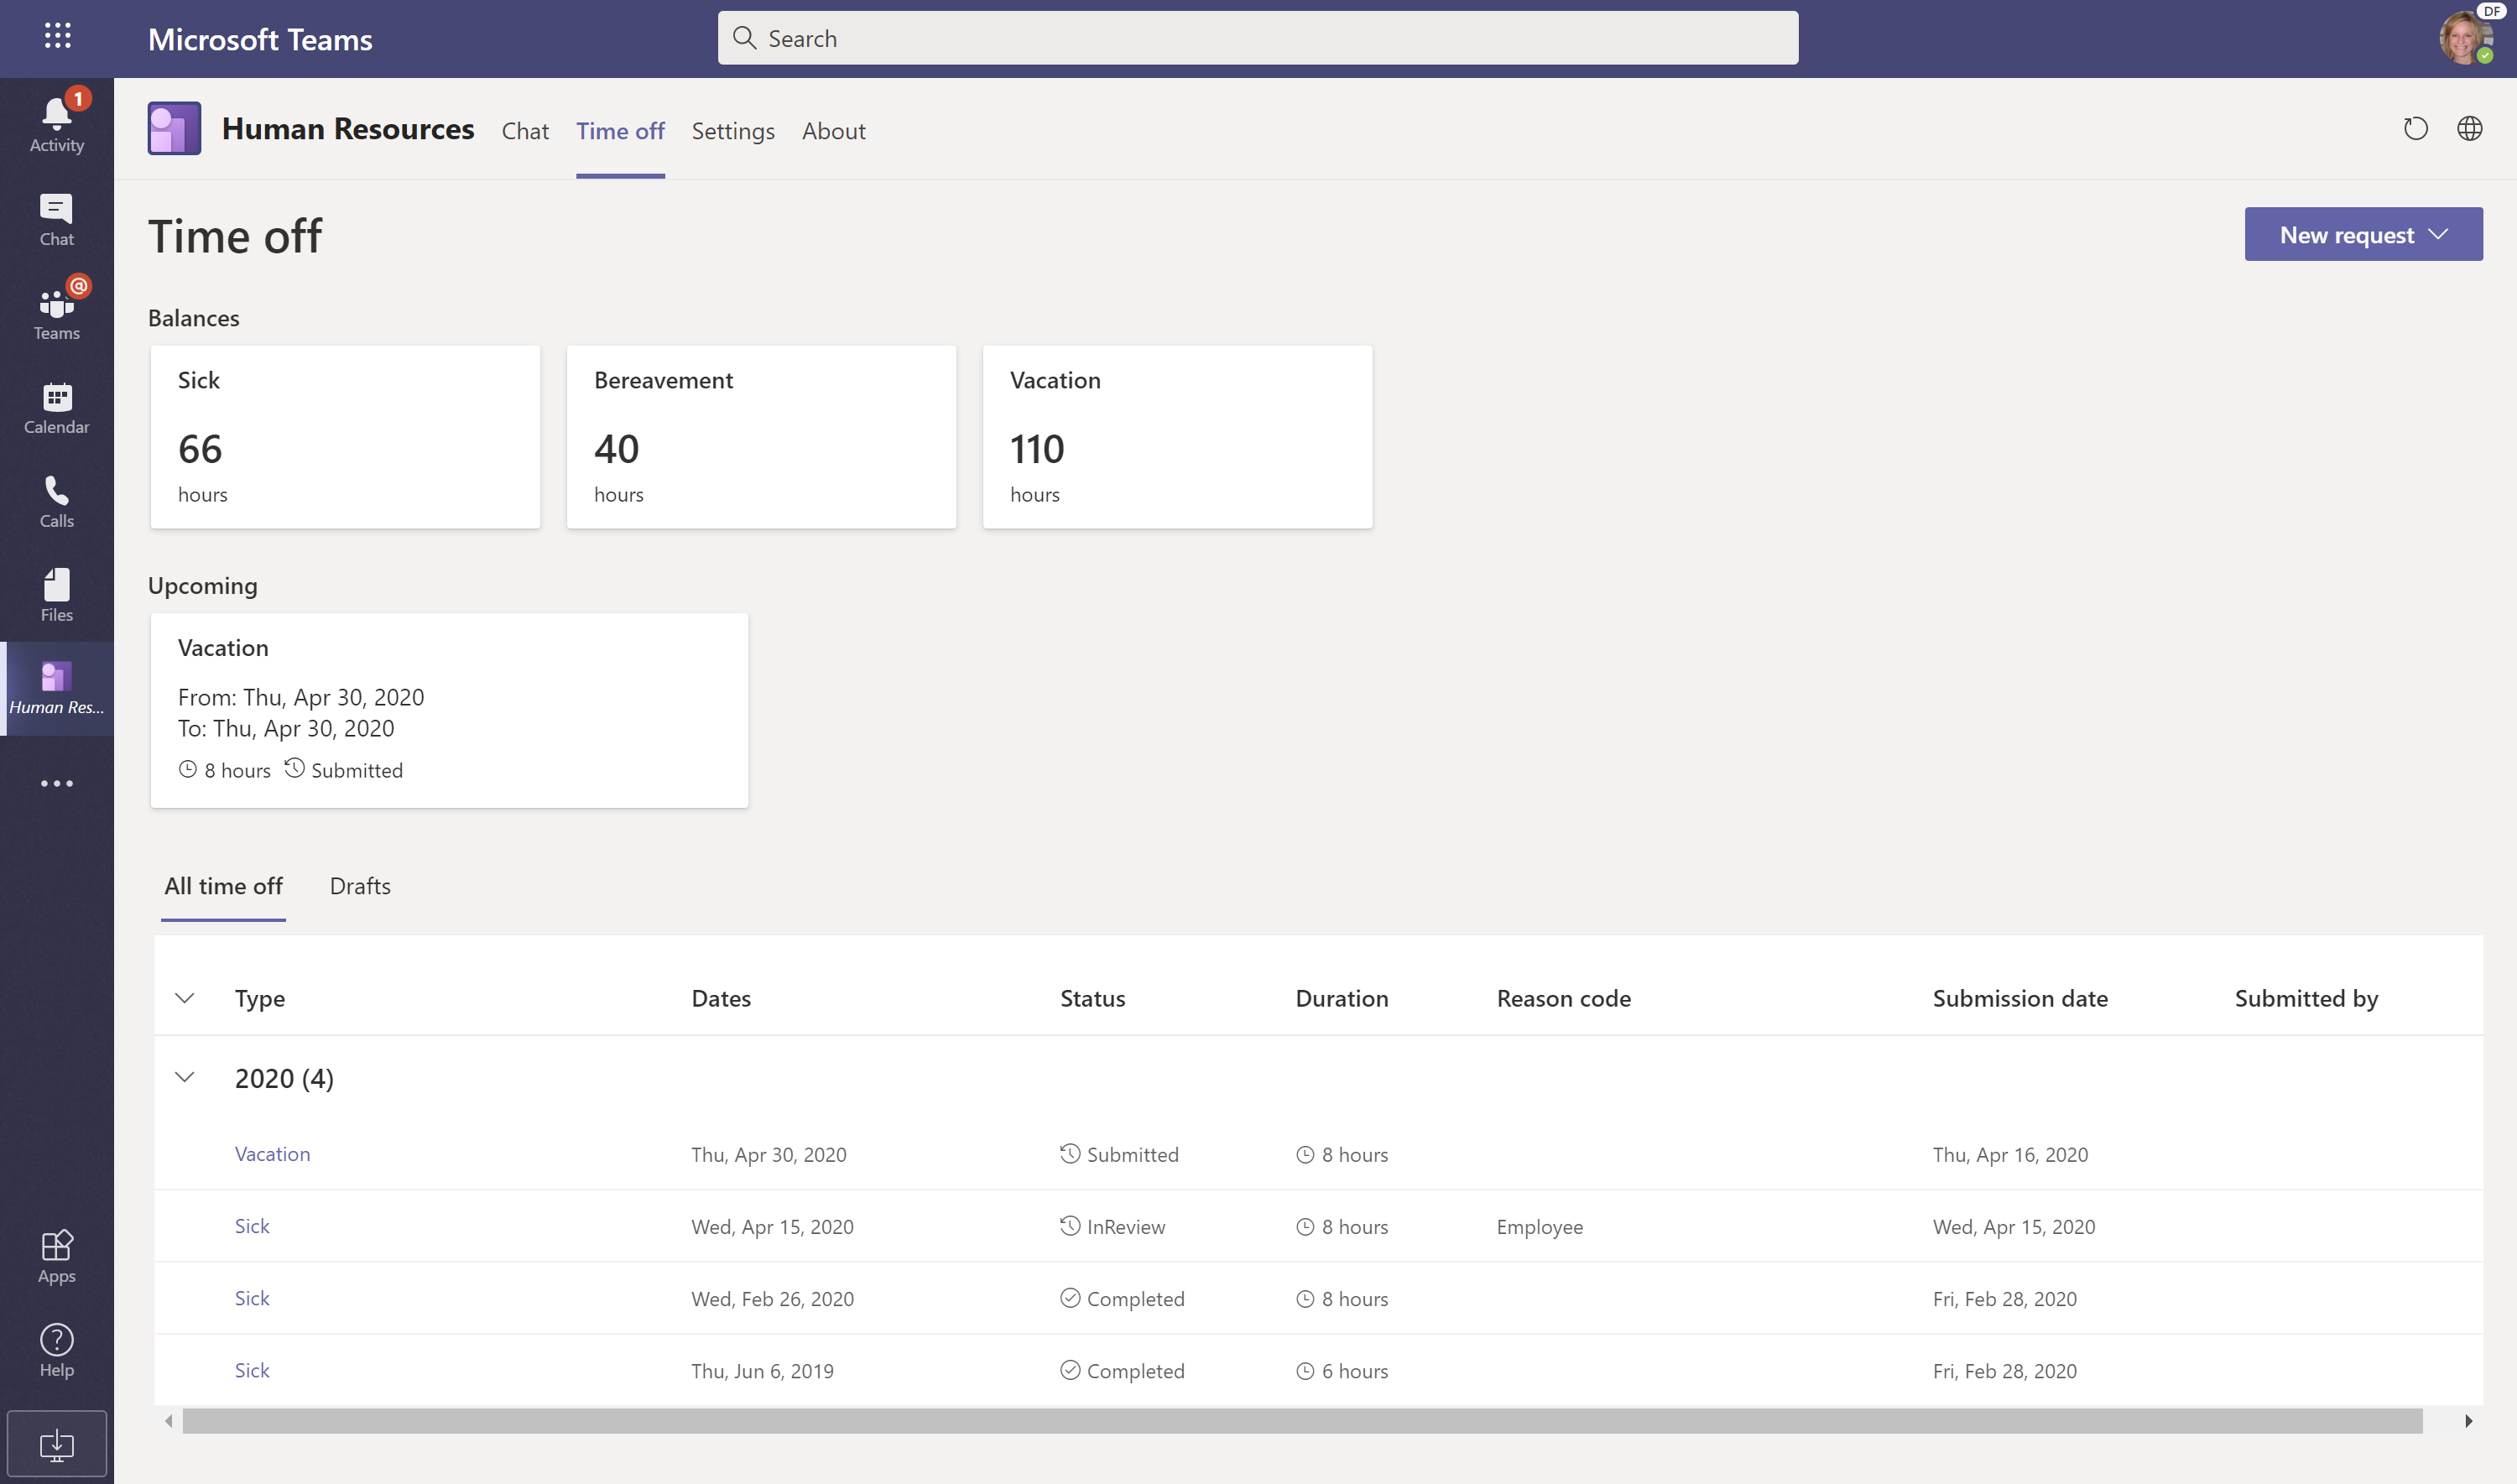 Microsoft Teams
Search
DF
1
Activity
Chat
@
Teams
Calendar
Calls
Files
Human Res...
Apps
Help
Human Resources Chat Time off Settings About
Time off
New request
Balances
Sick
66
hours
Bereavement
40
hours
Vacation
110
hours
Upcoming
Vacation
From: Thu, Apr 30, 2020
To: Thu, Apr 30, 2020
8 hours Submitted
All time off Drafts
Type Dates Status Duration Reason code Submission date Submitted by
2020 (4)
Vacation Thu, Apr 30, 2020 Submitted 8 hours Thu, Apr 16, 2020
Sick Wed, Apr 15, 2020 InReview 8 hours Employee Wed, Apr 15, 2020
Sick Wed, Feb 26, 2020 Completed 8 hours Fri, Feb 28, 2020
Sick Thu, Jun 6, 2019 Completed 6 hours Fri, Feb 28, 2020